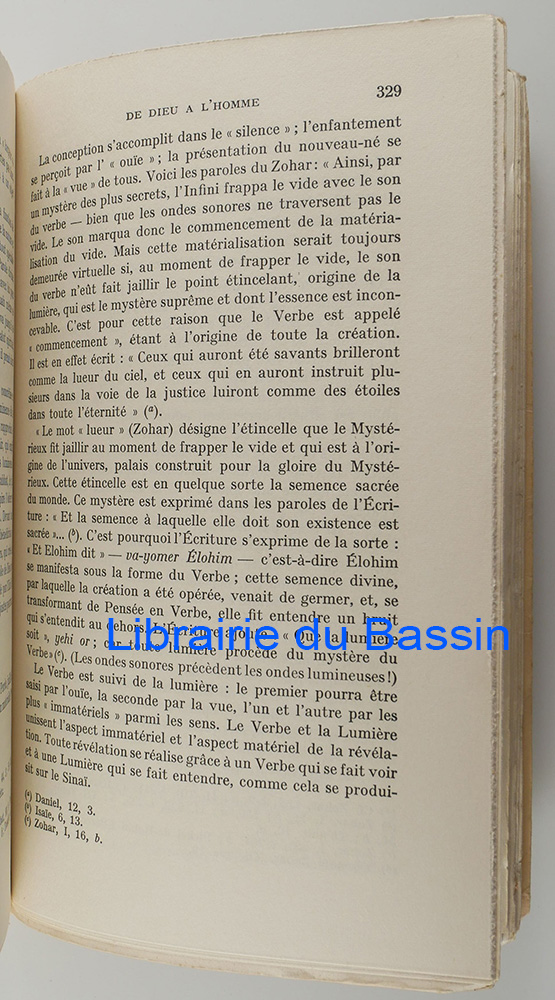 DE DIEU A L'HOMME
329
La conception s'accomplit dans le « silence » ; l'enfantement
se perçoit par l' « ouïe » ; la présentation du nouveau-né se
fait à la « vue » de tous. Voici les paroles du Zohar : « Ainsi, par
un mystère des plus secrets, l'Infini frappa le vide avec le son
du verbe — bien que les ondes sonores ne traversent pas le
vide. Le son marqua donc le commencement de la matéria-
lisation du vide. Mais cette matérialisation serait toujours
demeurée virtuelle si, au moment de frapper le vide, le son
du verbe n'eût fait jaillir le point étincelant, origine de la
lumière, qui est le mystère suprême et dont l'essence est incon-
cevable. C'est pour cette raison que le Verbe est appelé
« commencement », étant à l'origine de toute la création.
Il est en effet écrit : « Ceux qui auront été savants brilleront
comme la lueur du ciel, et ceux qui en auront instruit plu-
sieurs dans la voie de la justice luiront comme des étoiles
dans toute l'éternité » (a).
« Le mot « lueur » (Zohar) désigne l'étincelle que le Mysté-
rieux fit jaillir au moment de frapper le vide et qui est à l'ori-
gine de l'univers, palais construit pour la gloire du Mysté-
rieux. Cette étincelle est en quelque sorte la semence sacrée
du monde. Ce mystère est exprimé dans les paroles de l'Écri-
ture : « Et la semence à laquelle elle doit son existence est
sacrée »... (b). C'est pourquoi l'Écriture s'exprime de la sorte :
« Et Elohim dit » — va-yomer Élohim — c'est-à-dire Élohim
se manifesta sous la forme du Verbe ; cette semence divine,
par laquelle la création a été opérée, venait de germer, et, se
transformant de Pensée en Verbe, elle fit entendre un bruit
qui s'entendit au dehors. L'Écriture ajoute : « Que la lumière
soit », yehi or ; car toute lumière procède du mystère du
Verbe » (c). (Les ondes sonores précèdent les ondes lumineuses !)
Le Verbe est suivi de la lumière : le premier pourra être
saisi par l'ouïe, la seconde par la vue, l'un et l'autre par les
plus « immatériels » parmi les sens. Le Verbe et la Lumière
unissent l'aspect immatériel et l'aspect matériel de la révéla-
tion. Toute révélation se réalise grâce à un Verbe qui se fait voir
et à une Lumière qui se fait entendre, comme cela se produi-
sit sur le Sinaï.
(a) Daniel, 12, 3.
(b) Isaïe, 6, 13.
(c) Zohar, I, 16, b.
Librairie du Bassin